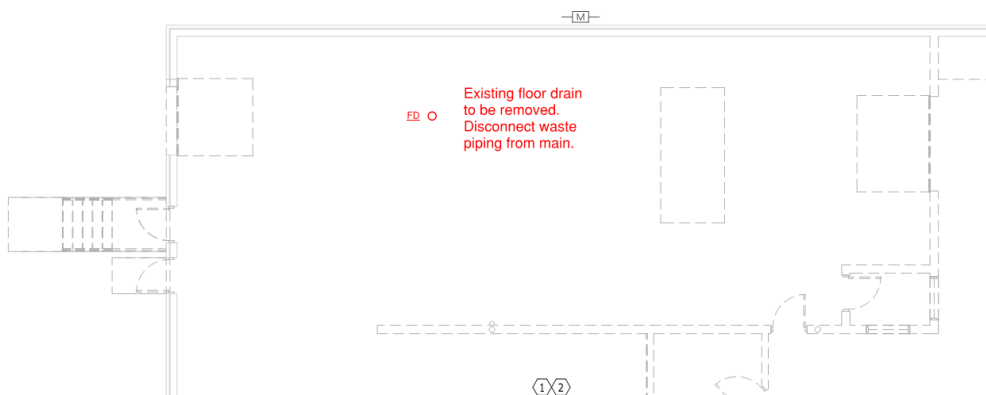 M
Existing floor drain
to be removed.
Disconnect waste
piping from main.
FD
1 2